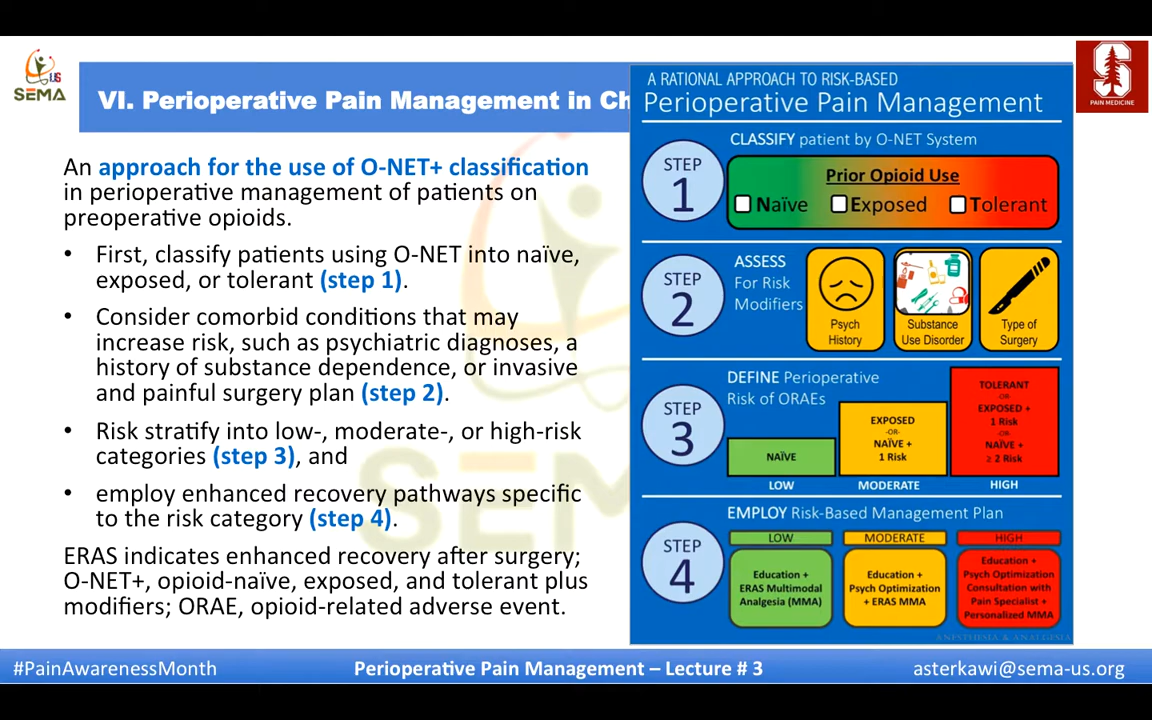 US
SEMA
VI. Perioperative Pain Management in Ch
PAIN MEDICINE
An approach for the use of O-NET+ classification
in perioperative management of patients on
preoperative opioids.
• First, classify patients using O-NET into naïve,
exposed, or tolerant (step 1).
• Consider comorbid conditions that may
increase risk, such as psychiatric diagnoses, a
history of substance dependence, or invasive
and painful surgery plan (step 2).
• Risk stratify into low-, moderate-, or high-risk
categories (step 3), and
• employ enhanced recovery pathways specific
to the risk category (step 4).
ERAS indicates enhanced recovery after surgery;
O-NET+, opioid-naïve, exposed, and tolerant plus
modifiers; ORAE, opioid-related adverse event.
A RATIONAL APPROACH TO RISK-BASED
Perioperative Pain Management
STEP
1
CLASSIFY patient by O-NET System
Prior Opioid Use
Naïve
Exposed
Tolerant
STEP
2
ASSESS
For Risk
Modifiers
Psych
History
Substance
Use Disorder
Type of
Surgery
STEP
3
DEFINE Perioperative
Risk of ORAEs
NAÏVE
LOW
EXPOSED
-OR-
NAÏVE +
1 Risk
MODERATE
TOLERANT
-OR-
EXPOSED +
1 Risk
-OR-
NAÏVE +
≥ 2 Risk
HIGH
STEP
4
EMPLOY Risk-Based Management Plan
LOW
Education +
ERAS Multimodal
Analgesia (MMA)
MODERATE
Education +
Psych Optimization
+ ERAS MMA
HIGH
Education +
Psych Optimization
Consultation with
Pain Specialist +
Personalized MMA
ANESTHESIA & ANALGESIA
#PainAwarenessMonth
Perioperative Pain Management – Lecture # 3
asterkawi@sema-us.org